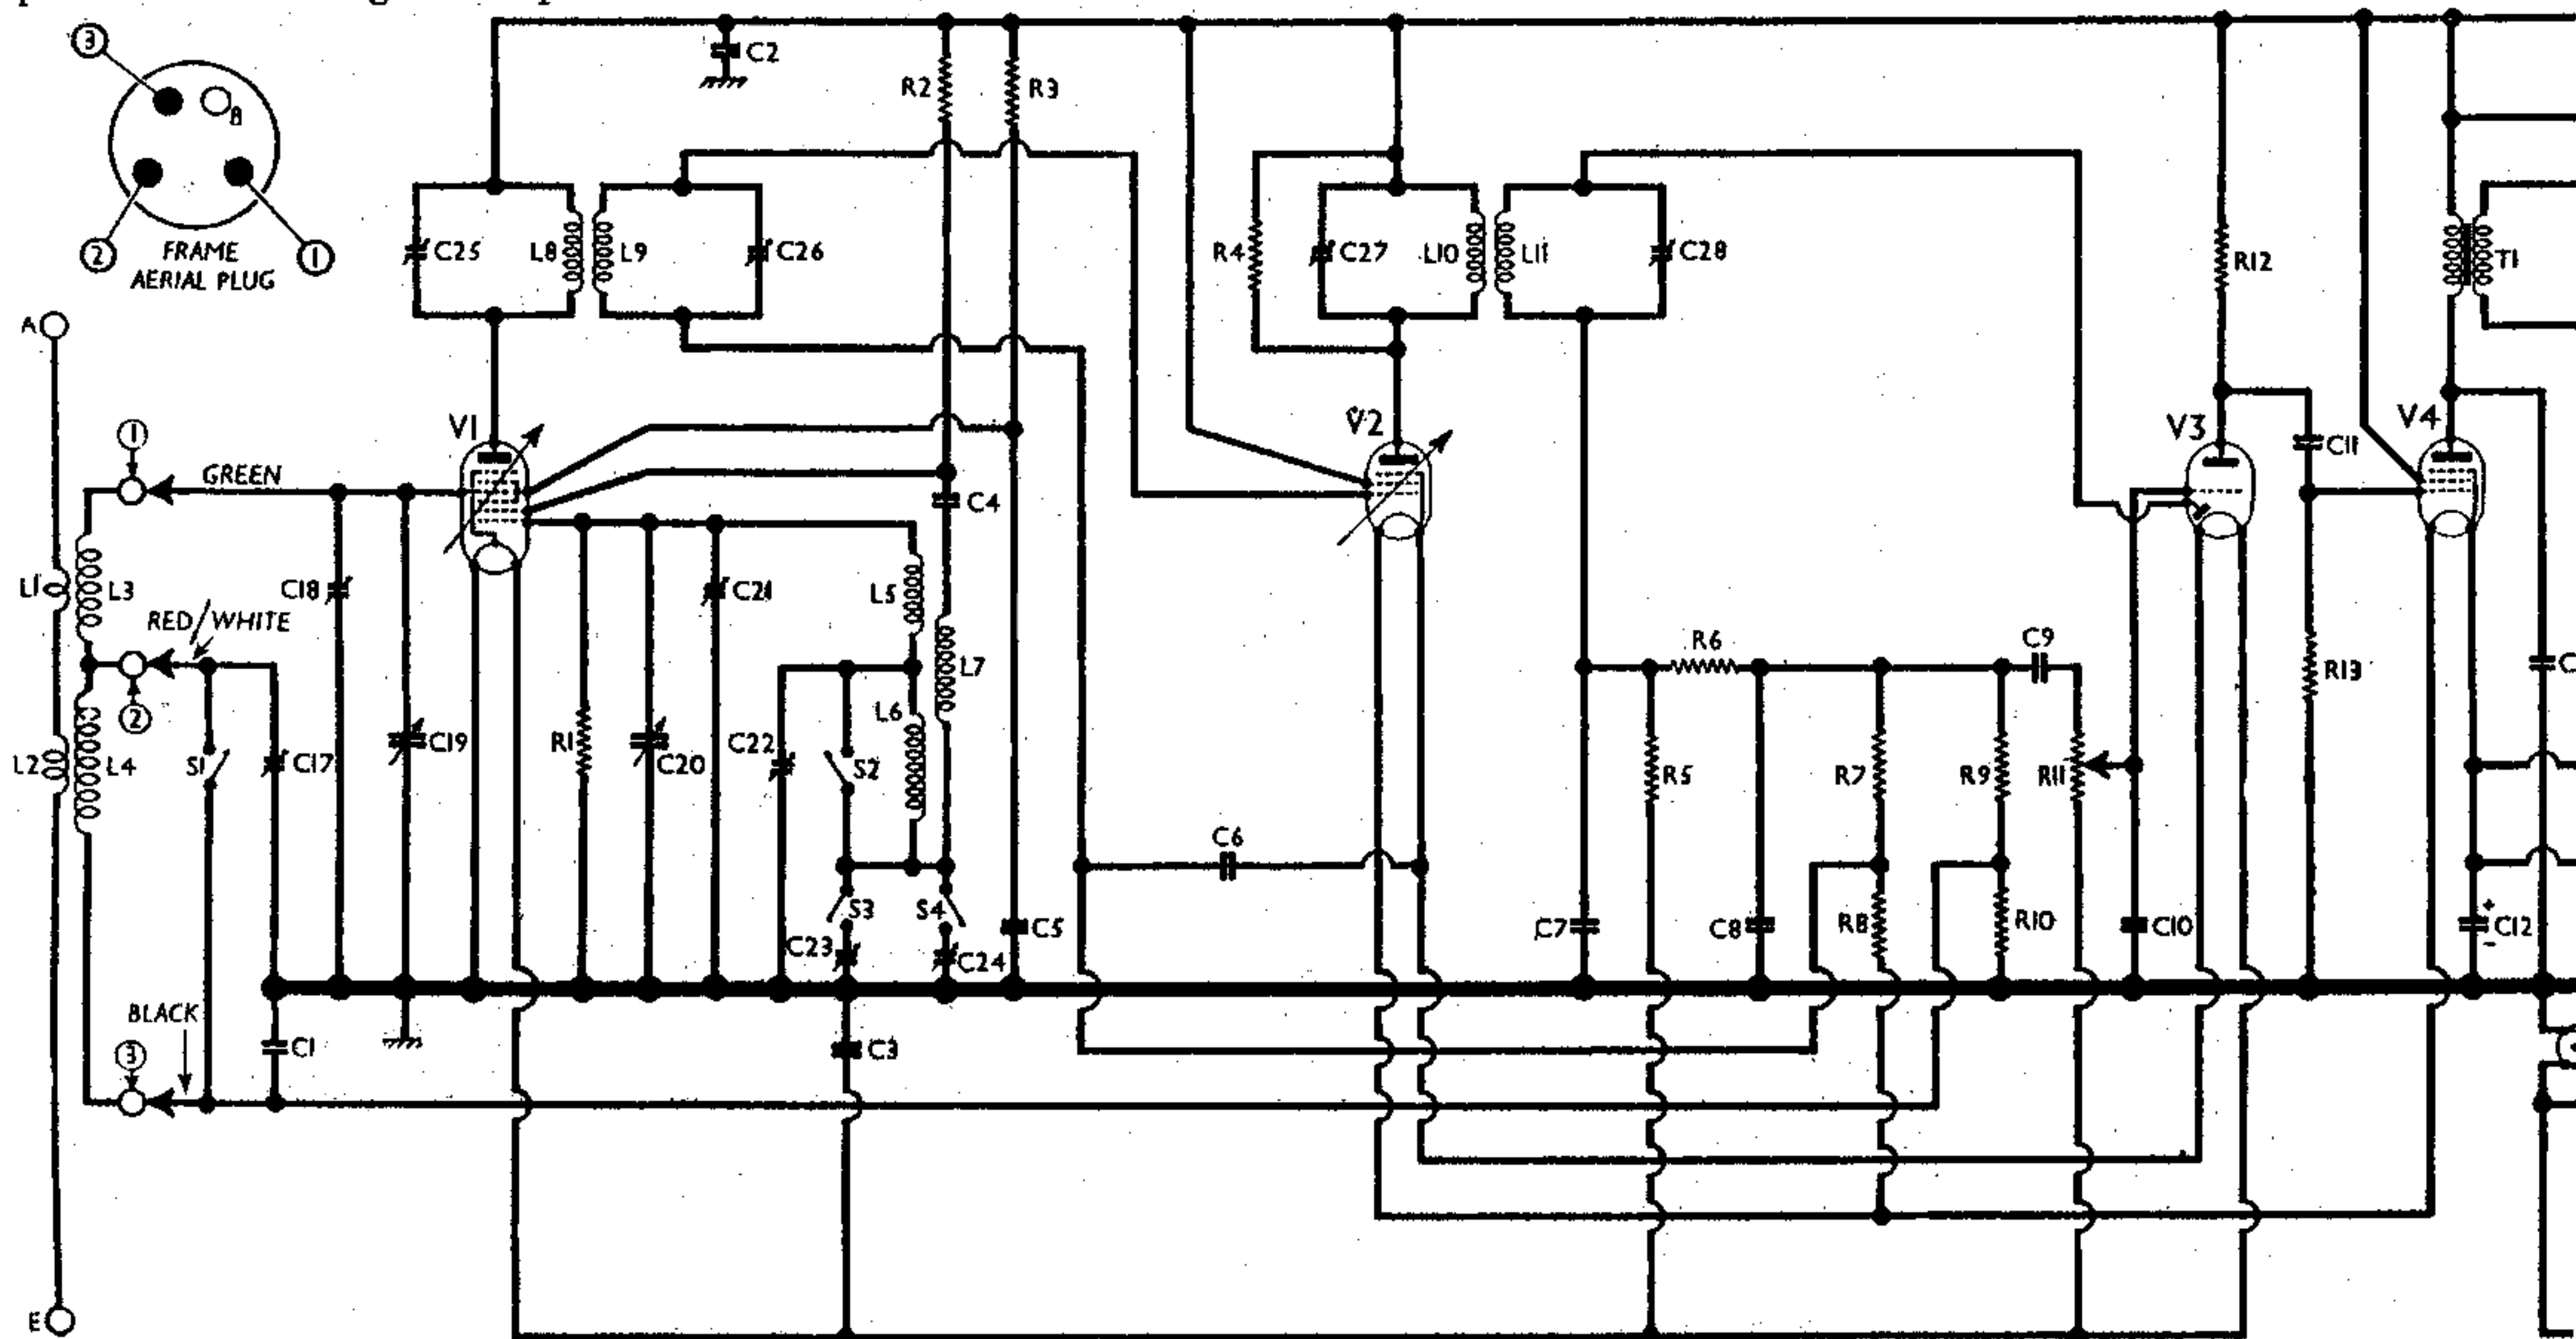 3
B
2
1
FRAME
AERIAL PLUG
C2
R2
R3
A
C25
L8
L9
C26
R4
C27
L10
L11
C28
R12
T1
V1
V2
V3
V4
C11
1
GREEN
C4
L1
L3
C18
RED/WHITE
C21
L5
L7
R6
C9
R13
C
2
L2
L4
S1
C17
C19
R1
C20
C22
S2
L6
R5
R7
R9
R11
C6
S3
S4
C23
C24
C5
C7
C8
R8
R10
C10
+
C12
-
BLACK
3
C1
C3
E